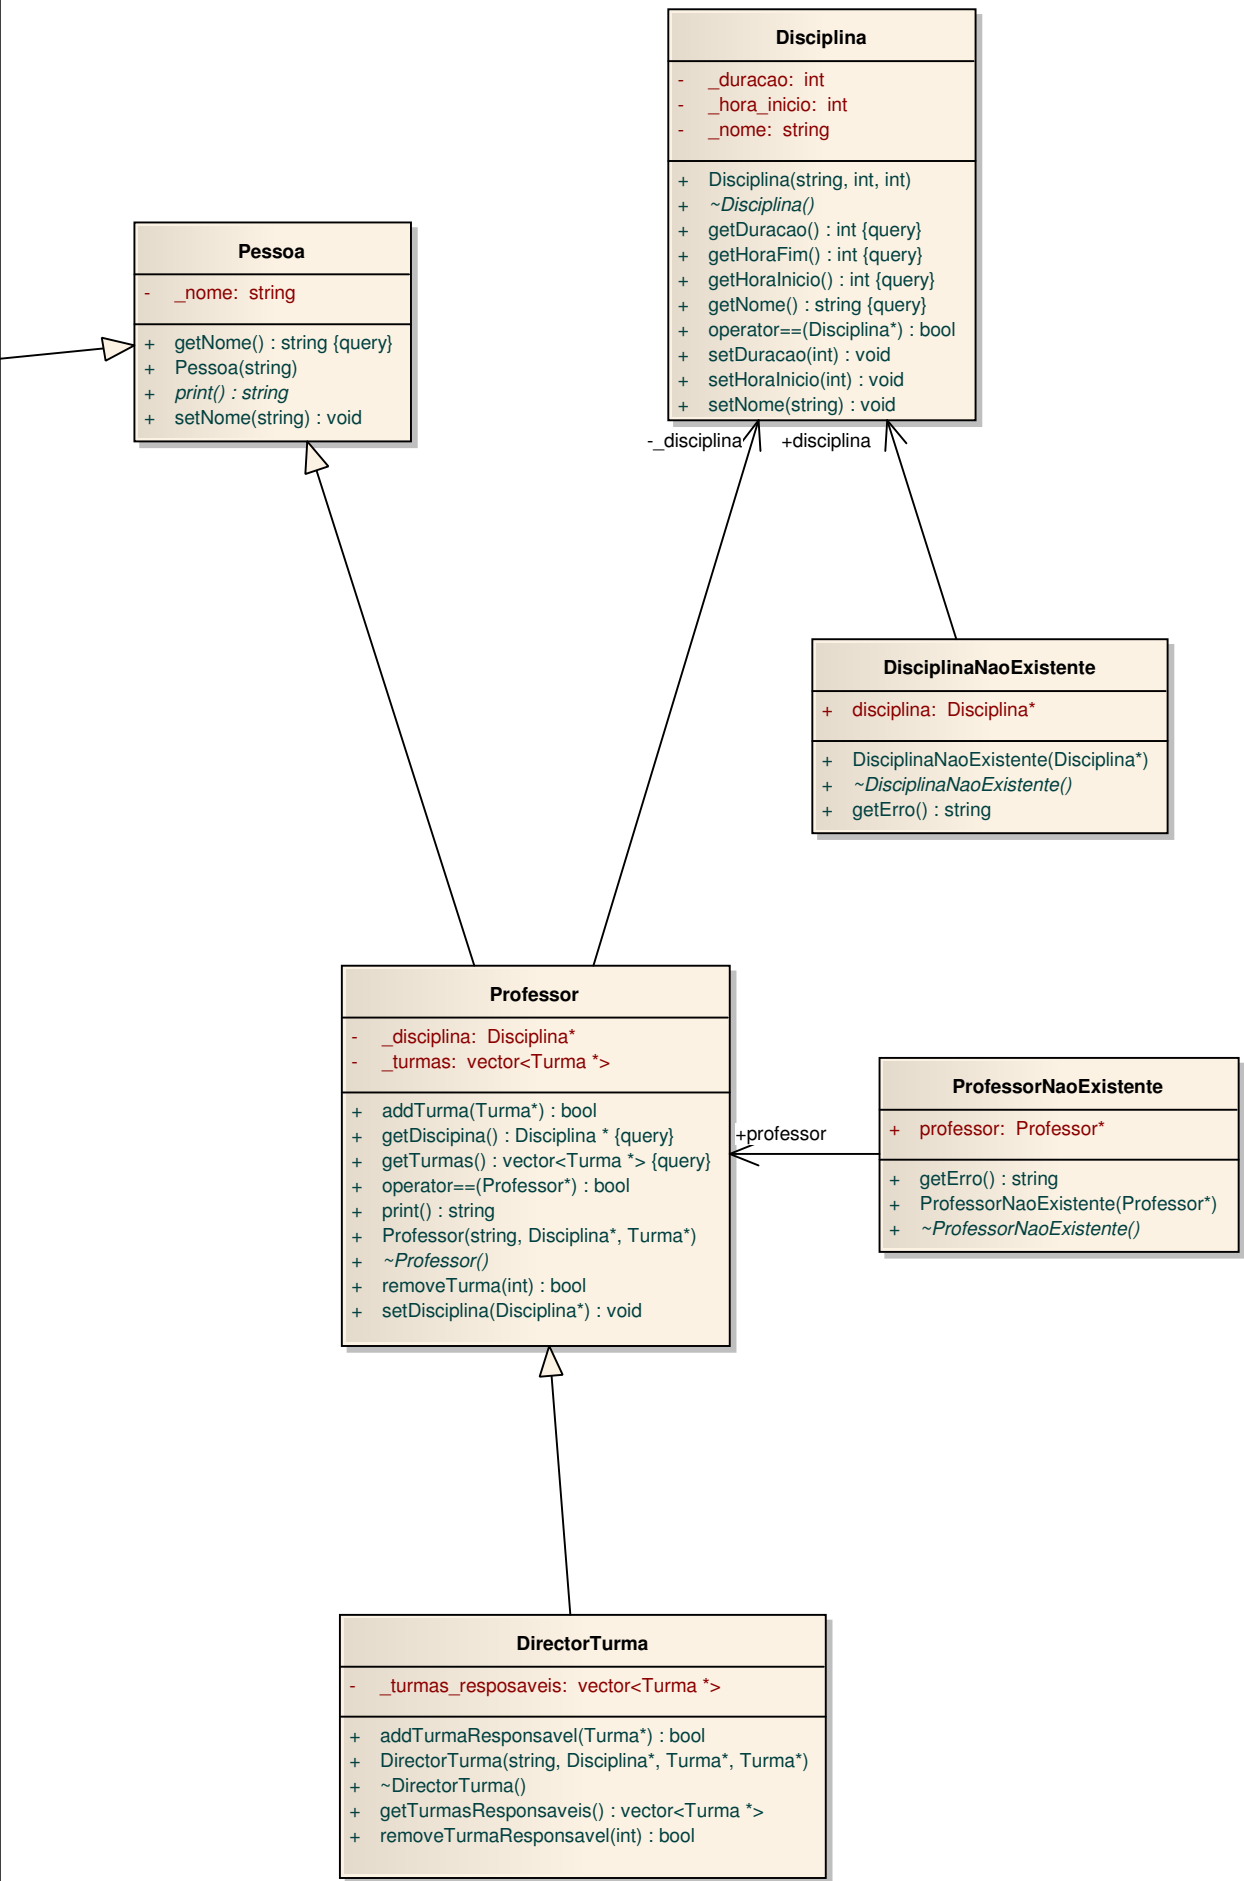 Disciplina
- _duracao: int
- _hora_inicio: int
- _nome: string
+ Disciplina(string, int, int)
+ ~Disciplina()
+ getDuracao() : int {query}
+ getHoraFim() : int {query}
+ getHoraInicio() : int {query}
+ getNome() : string {query}
+ operator==(Disciplina*) : bool
+ setDuracao(int) : void
+ setHoraInicio(int) : void
+ setNome(string) : void
Pessoa
- _nome: string
+ getNome() : string {query}
+ Pessoa(string)
+ print() : string
+ setNome(string) : void
-_disciplina
+disciplina
DisciplinaNaoExistente
+ disciplina: Disciplina*
+ DisciplinaNaoExistente(Disciplina*)
+ ~DisciplinaNaoExistente()
+ getErro() : string
Professor
- _disciplina: Disciplina*
- _turmas: vector<Turma *>
+ addTurma(Turma*) : bool
+ getDiscipina() : Disciplina * {query}
+ getTurmas() : vector<Turma *> {query}
+ operator==(Professor*) : bool
+ print() : string
+ Professor(string, Disciplina*, Turma*)
+ ~Professor()
+ removeTurma(int) : bool
+ setDisciplina(Disciplina*) : void
+professor
ProfessorNaoExistente
+ professor: Professor*
+ getErro() : string
+ ProfessorNaoExistente(Professor*)
+ ~ProfessorNaoExistente()
DirectorTurma
- _turmas_resposaveis: vector<Turma *>
+ addTurmaResponsavel(Turma*) : bool
+ DirectorTurma(string, Disciplina*, Turma*, Turma*)
+ ~DirectorTurma()
+ getTurmasResponsaveis() : vector<Turma *>
+ removeTurmaResponsavel(int) : bool